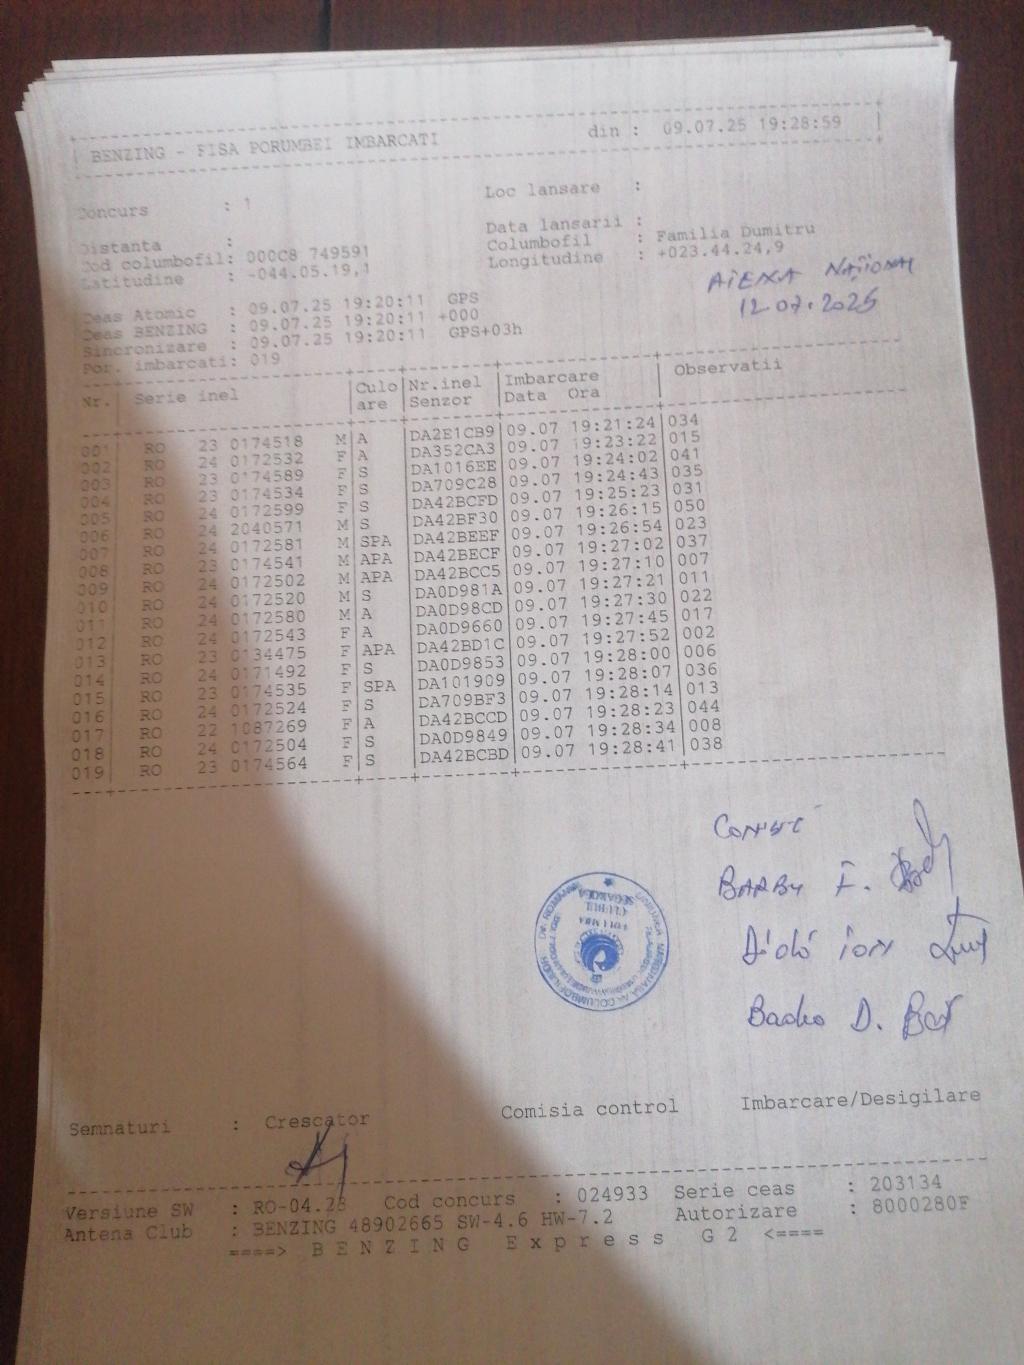 BENZING - FISA PORUMBEI IMBARCATI din : 09.07.25 19:28:59
Concurs : 1 Loc lansare :
Distanta : Data lansarii :
Cod columbofil: 000C8 749591 Columbofil : Familia Dumitru
Latitudine : -044.05.19,1 Longitudine : +023.44.24,9
NAȚIONAL
12.07.2025
Ceas Atomic : 09.07.25 19:20:11 GPS
Ceas BENZING : 09.07.25 19:20:11 +000
Sincronizare : 09.07.25 19:20:11 GPS+03h
Por. imbarcati: 019
Nr. Serie inel Culo Nr.inel Imbarcare Observatii
are Senzor Data Ora
001 RO 23 0174518 M A DA2E1CB9 09.07 19:21:24 034
002 RO 24 0172532 F A DA352CA3 09.07 19:23:22 015
003 RO 23 0174589 F S DA1016EE 09.07 19:24:02 041
004 RO 23 0174534 F S DA709C28 09.07 19:24:43 035
005 RO 24 0172599 F S DA42BCFD 09.07 19:25:23 031
006 RO 24 2040571 M S DA42BF30 09.07 19:26:15 050
007 RO 24 0172581 M SPA DA42BEEF 09.07 19:26:54 023
008 RO 23 0174541 M APA DA42BECF 09.07 19:27:02 037
009 RO 24 0172502 M APA DA42BCC5 09.07 19:27:10 007
010 RO 24 0172520 M S DA0D981A 09.07 19:27:21 011
011 RO 24 0172580 M A DA0D98CD 09.07 19:27:30 022
012 RO 24 0172543 F A DA0D9660 09.07 19:27:45 017
013 RO 23 0134475 F APA DA42BD1C 09.07 19:27:52 002
014 RO 24 0171492 F S DA0D9853 09.07 19:28:00 006
015 RO 23 0174535 F SPA DA101909 09.07 19:28:07 036
016 RO 24 0172524 F S DA709BF3 09.07 19:28:14 013
017 RO 22 1087269 F A DA42BCCD 09.07 19:28:23 044
018 RO 24 0172504 F S DA0D9849 09.07 19:28:34 008
019 RO 23 0174564 F S DA42BCBD 09.07 19:28:41 038
BARBU F.
Ion
D.
Semnaturi : Crescator Comisia control Imbarcare/Desigilare
Versiune SW : RO-04.28 Cod concurs : 024933 Serie ceas : 203134
Antena Club : BENZING 48902665 SW-4.6 HW-7.2 Autorizare : 8000280F
====> B E N Z I N G E x p r e s s G 2 <====